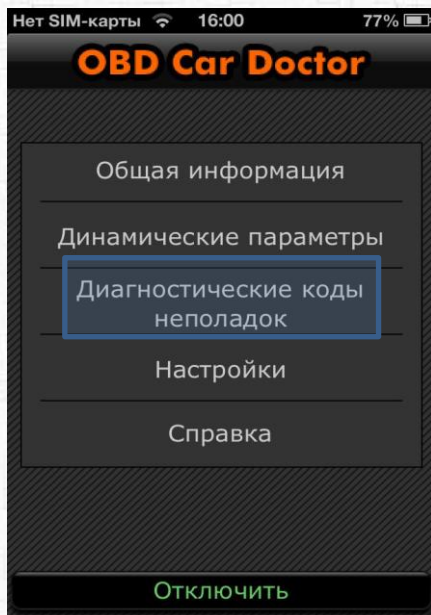 Нет SIM-карты 16:00 77%
OBD Car Doctor
Общая информация
Динамические параметры
Диагностические коды
неполадок
Настройки
Справка
Отключить